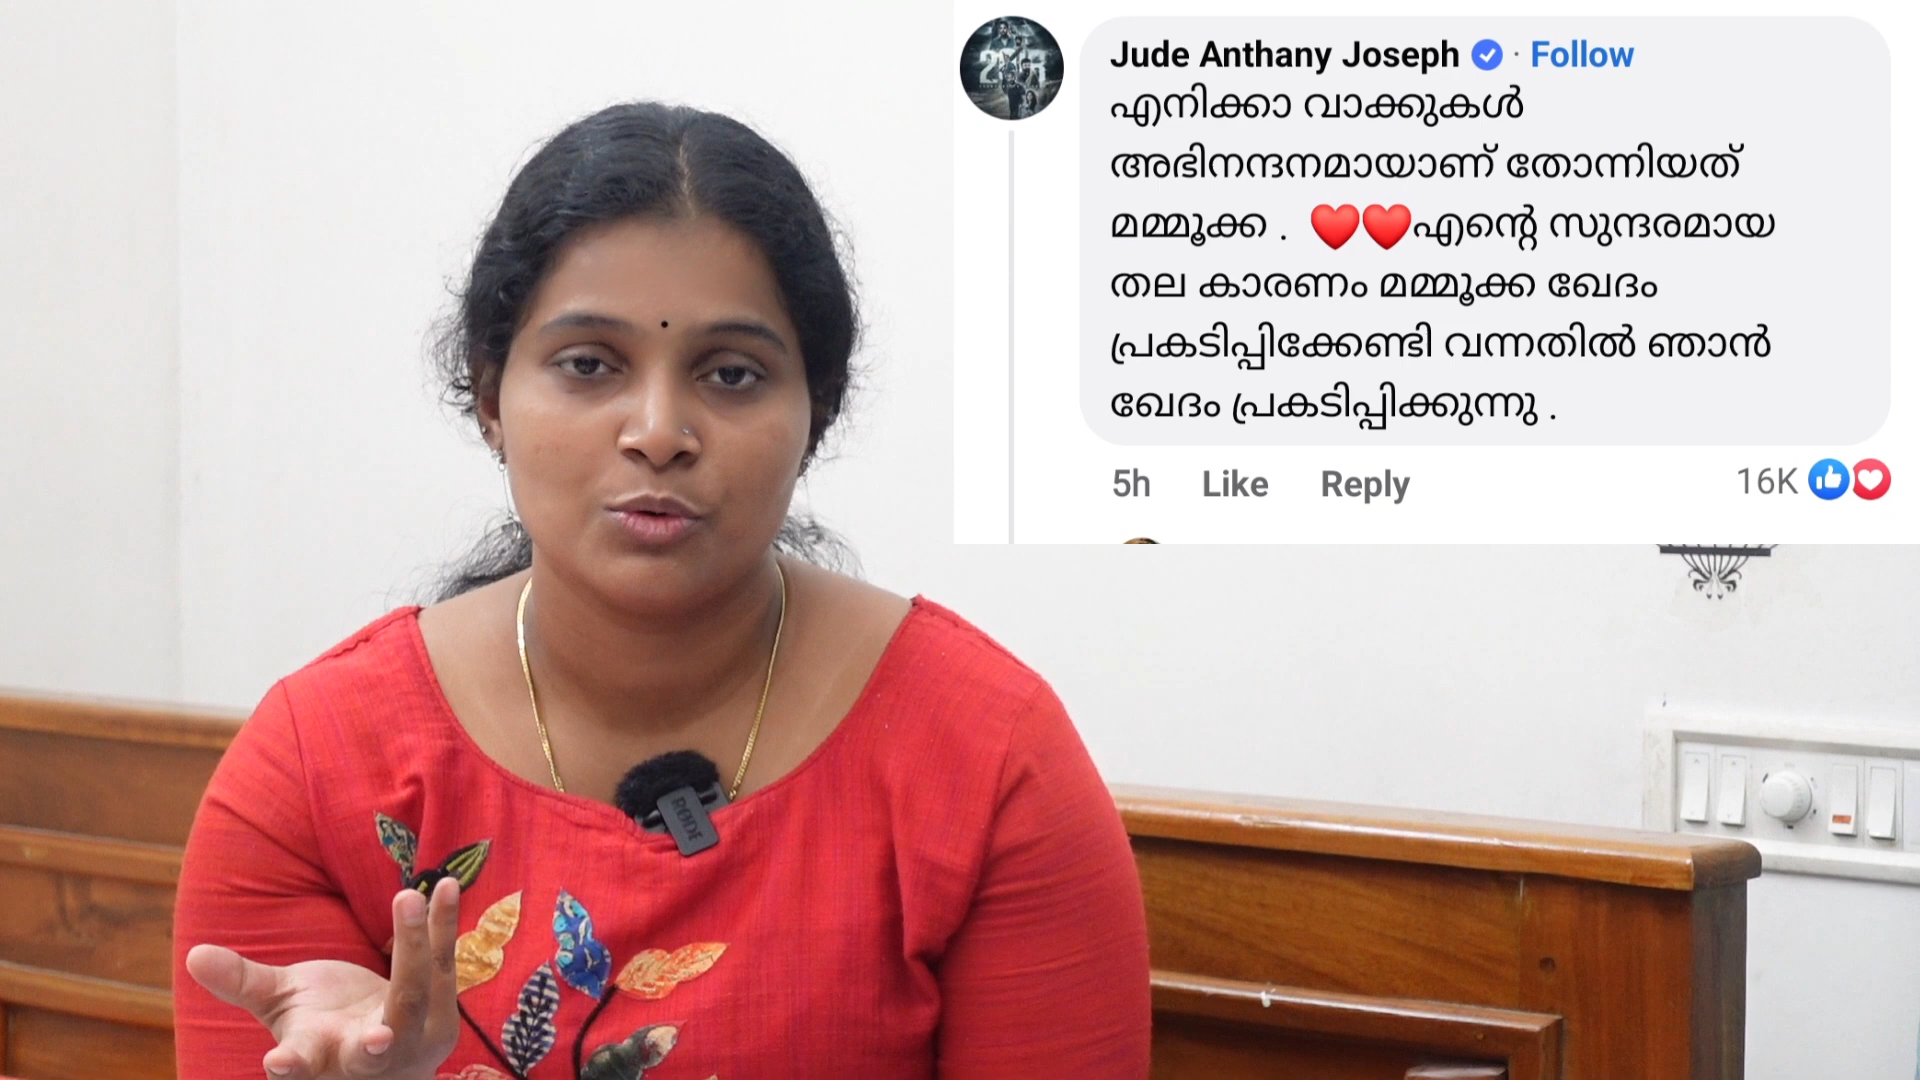 Jude Anthany Joseph · Follow
എനിക്കാ വാക്കുകൾ
അഭിനന്ദനമായാണ് തോന്നിയത്
മമ്മൂക്ക . ❤️❤️എന്റെ സുന്ദരമായ
തല കാരണം മമ്മൂക്ക ഖേദം
പ്രകടിപ്പിക്കേണ്ടി വന്നതിൽ ഞാൻ
ഖേദം പ്രകടിപ്പിക്കുന്നു .
5h Like Reply 16K
RØDE